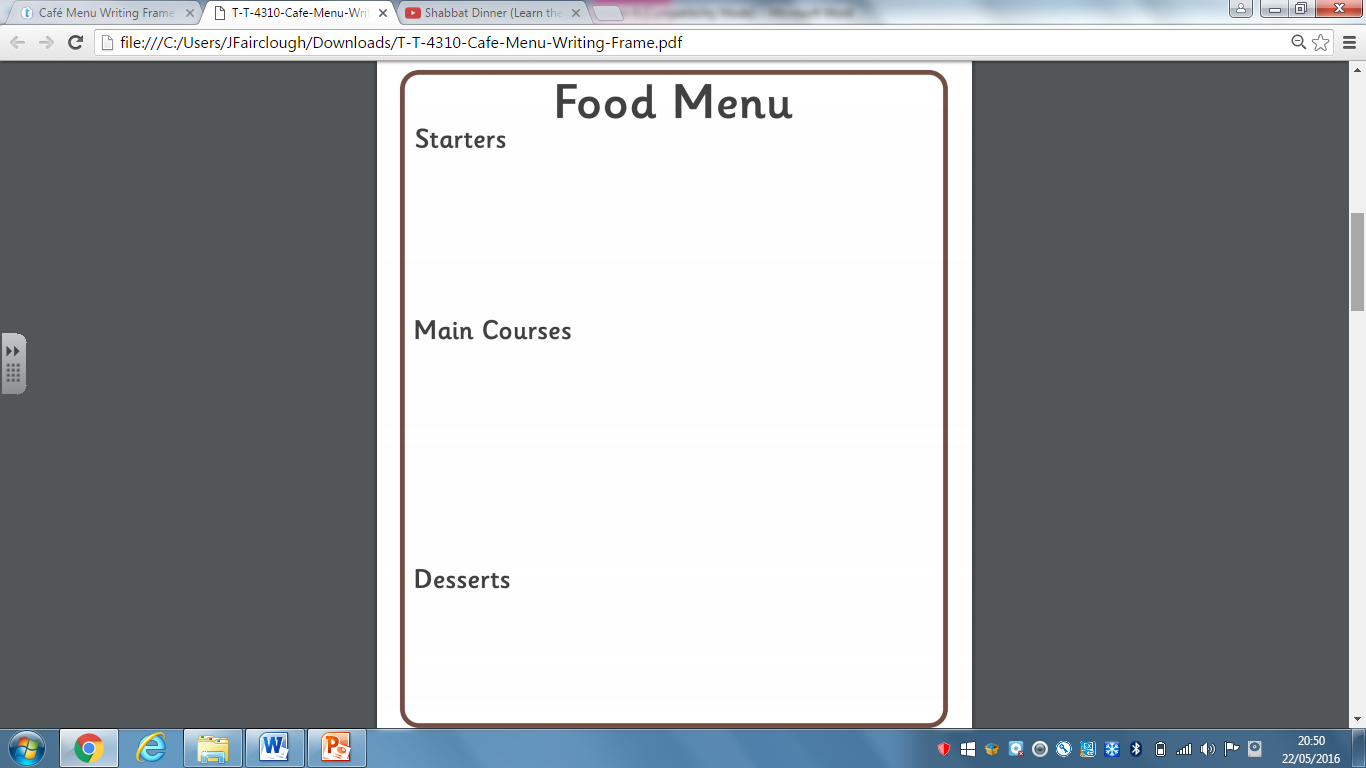 Café Menu Writing Frame
T-T-4310-Cafe-Menu-Wri
Shabbat Dinner (Learn the
file:///C:/Users/JFairclough/Downloads/T-T-4310-Cafe-Menu-Writing-Frame.pdf
Food Menu
Starters
Main Courses
Desserts
20:50
22/05/2016